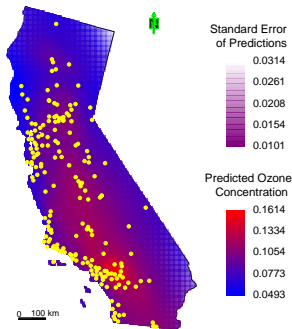 N
Standard Error
of Predictions
0.0314
0.0261
0.0208
0.0154
0.0101
Predicted Ozone
Concentration
0.1614
0.1334
0.1054
0.0773
0.0493
0 100 km